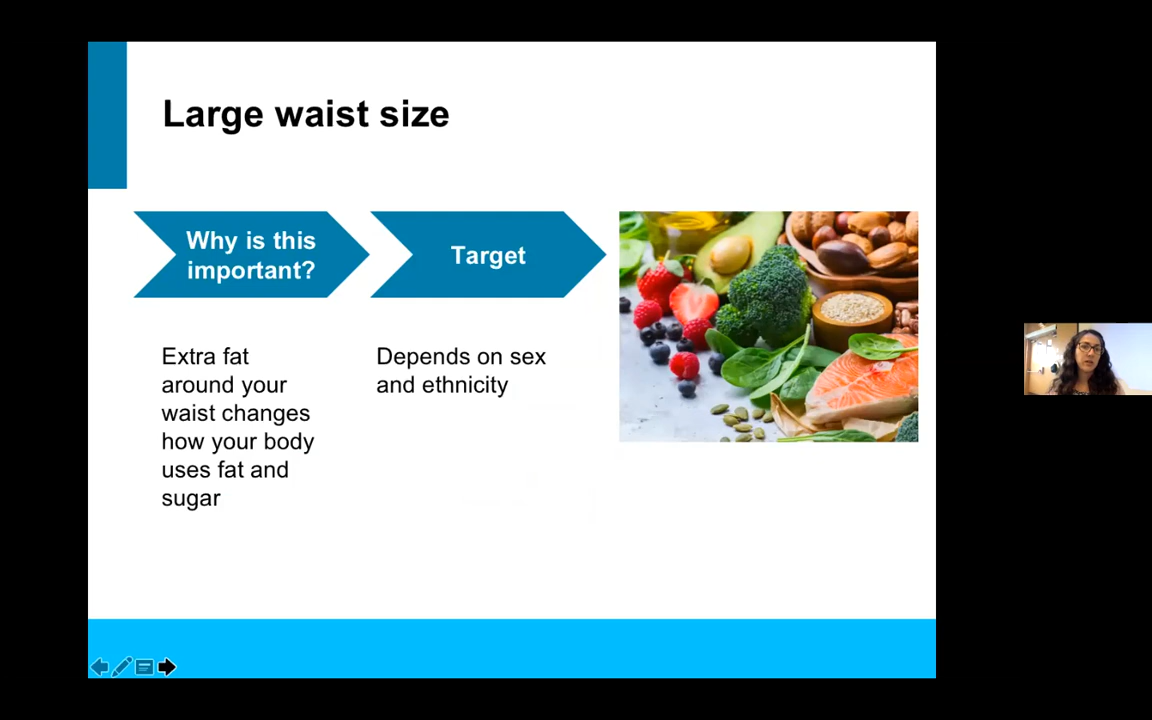 Large waist size
Why is this
important?
Target
Extra fat
around your
waist changes
how your body
uses fat and
sugar
Depends on sex
and ethnicity